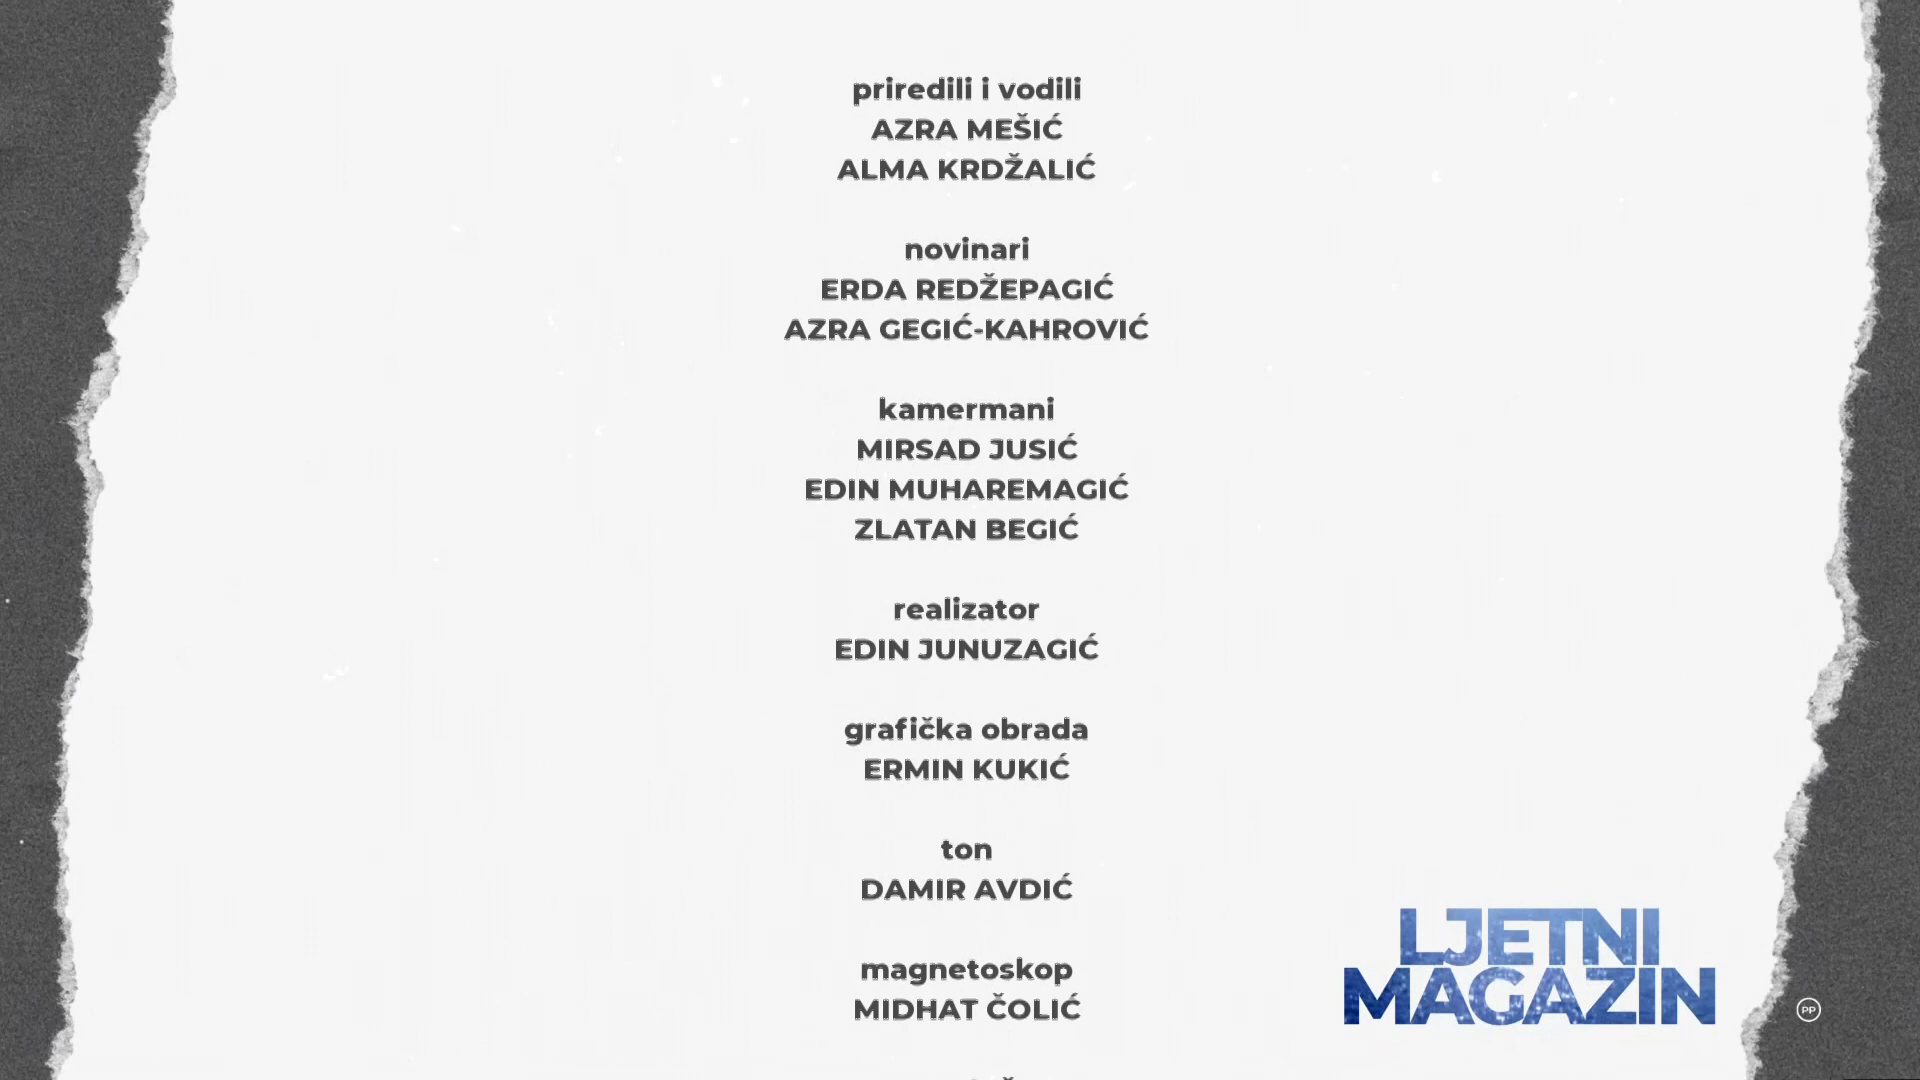 priredili i vodili
AZRA MEŠIĆ
ALMA KRDŽALIĆ
novinari
ERDA REDŽEPAGIĆ
AZRA GEGIĆ-KAHROVIĆ
kamermani
MIRSAD JUSIĆ
EDIN MUHAREMAGIĆ
ZLATAN BEGIĆ
realizator
EDIN JUNUZAGIĆ
grafička obrada
ERMIN KUKIĆ
ton
DAMIR AVDIĆ
magnetoskop
MIDHAT ČOLIĆ
LJETNI
MAGAZIN
PP